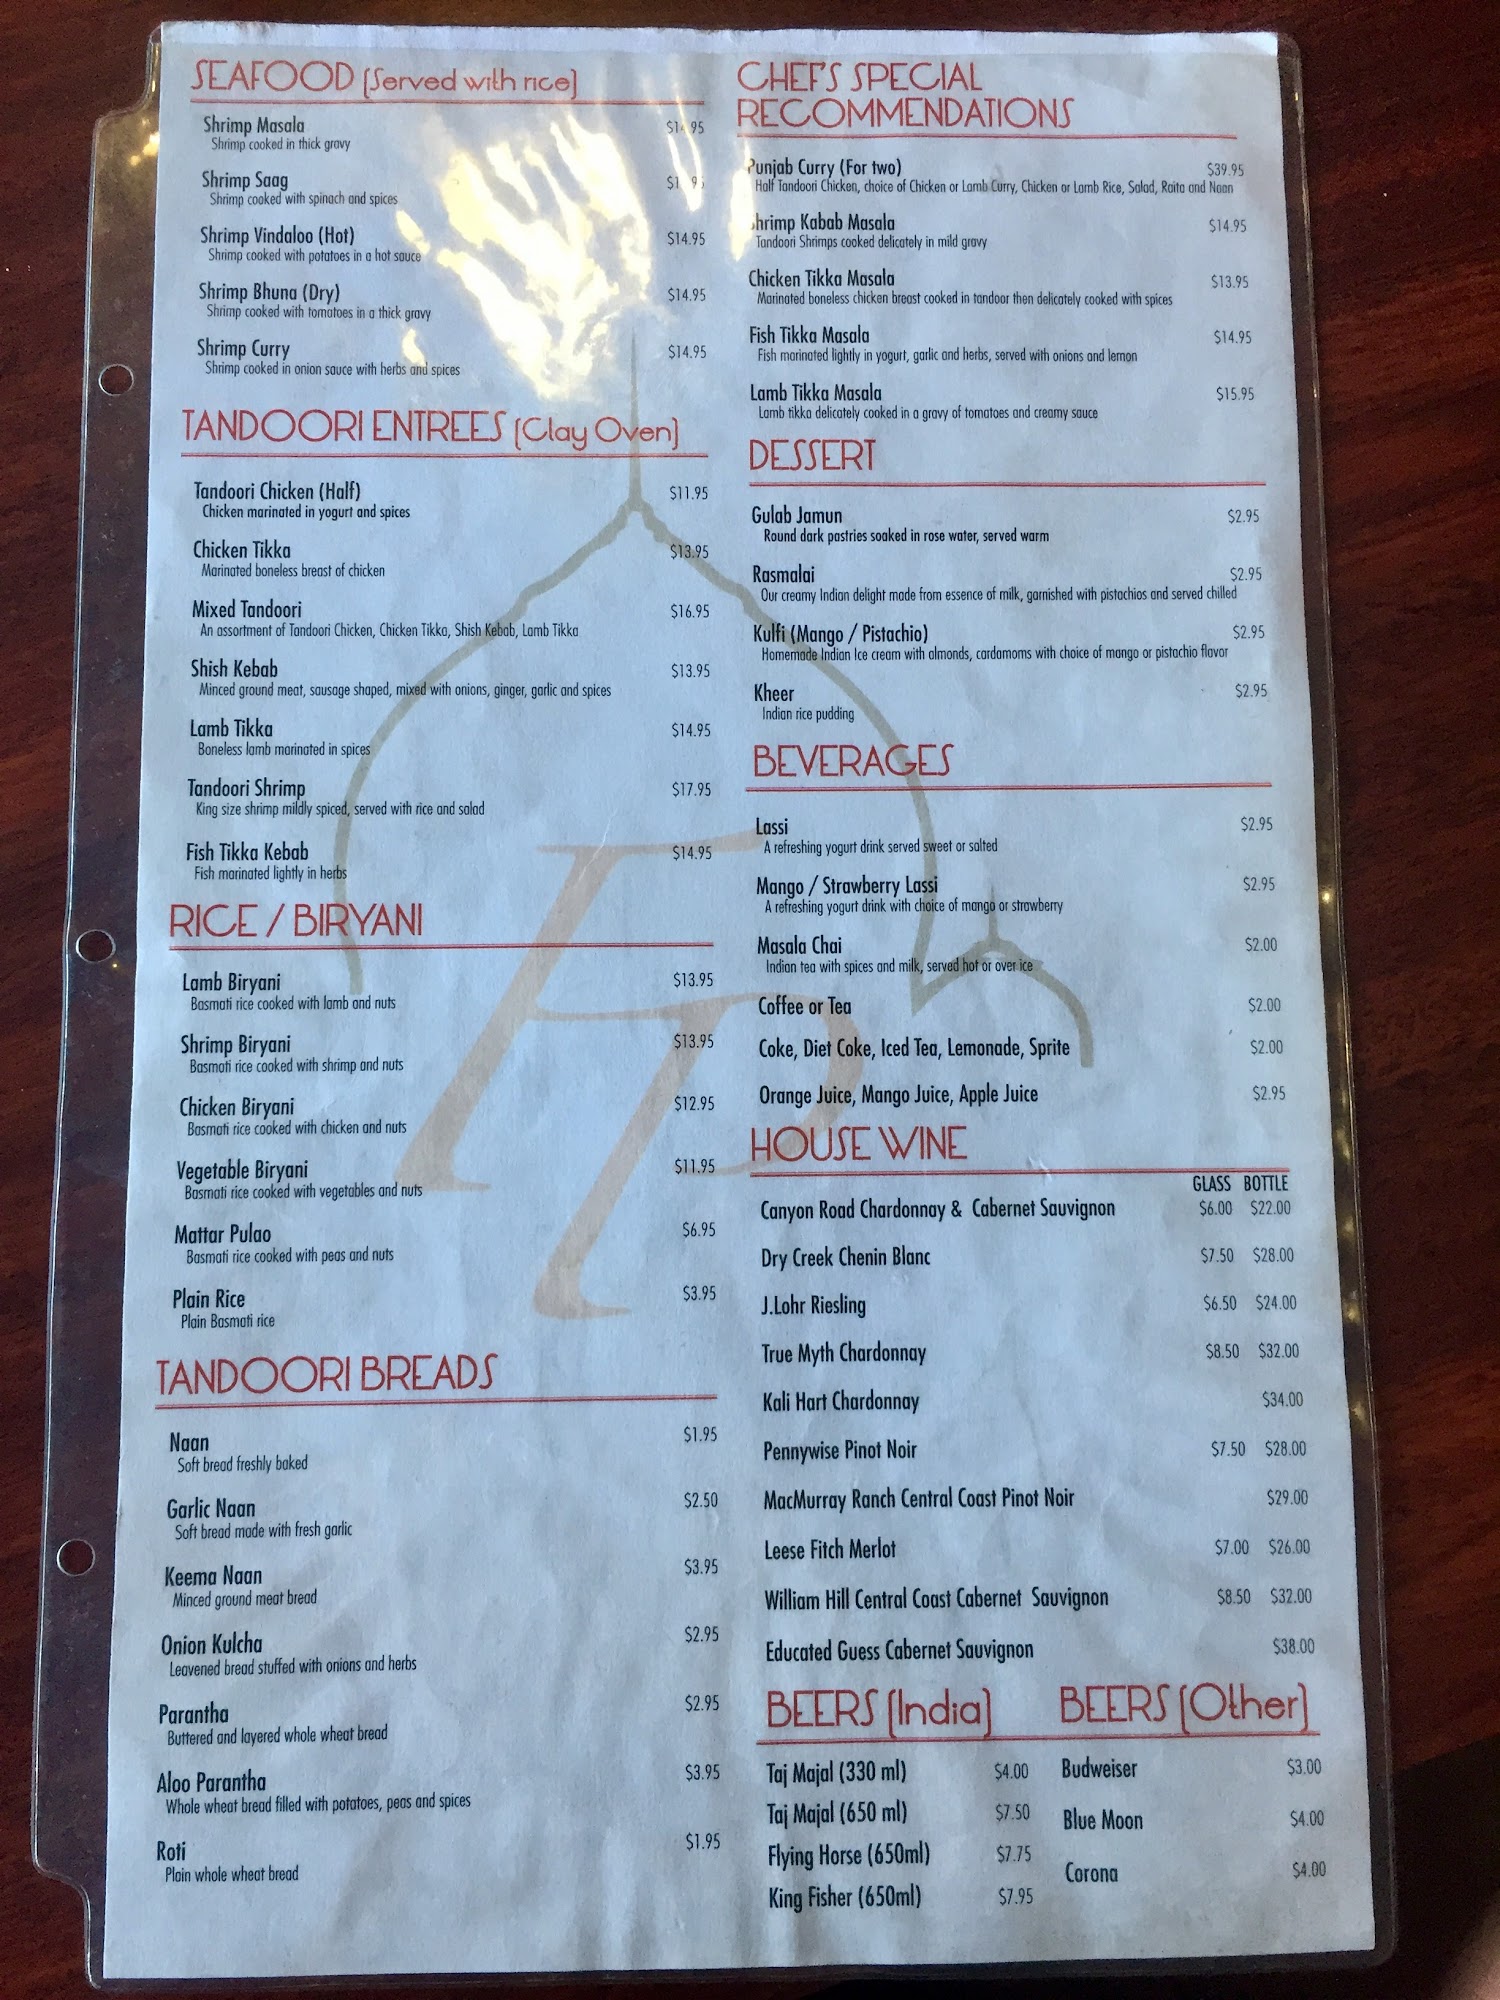 SEAFOOD (Served with rice)
Shrimp Masala
Shrimp cooked in thick gravy
Shrimp Saag
Shrimp cooked with spinach and spices
Shrimp Vindaloo (Hot) $14.95
Shrimp cooked with potatoes in a hot sauce
Shrimp Bhuna (Dry) $14.95
Shrimp cooked with tomatoes in a thick gravy
Shrimp Curry $14.95
Shrimp cooked in onion sauce with herbs and spices
TANDOORI ENTREES (Clay Oven)
Tandoori Chicken (Half) $11.95
Chicken marinated in yogurt and spices
Chicken Tikka $13.95
Marinated boneless breast of chicken
Mixed Tandoori $16.95
An assortment of Tandoori Chicken, Chicken Tikka, Shish Kebab, Lamb Tikka
Shish Kebab $13.95
Minced ground meat, sausage shaped, mixed with onions, ginger, garlic and spices
Lamb Tikka $14.95
Boneless lamb marinated in spices
Tandoori Shrimp $17.95
King size shrimp mildly spiced, served with rice and salad
Fish Tikka Kebab $14.95
Fish marinated lightly in herbs
RICE / BIRYANI
Lamb Biryani $13.95
Basmati rice cooked with lamb and nuts
Shrimp Biryani $13.95
Basmati rice cooked with shrimp and nuts
Chicken Biryani $12.95
Basmati rice cooked with chicken and nuts
Vegetable Biryani $11.95
Basmati rice cooked with vegetables and nuts
Mattar Pulao $6.95
Basmati rice cooked with peas and nuts
Plain Rice $3.95
Plain Basmati rice
TANDOORI BREADS
Naan $1.95
Soft bread freshly baked
Garlic Naan $2.50
Soft bread made with fresh garlic
Keema Naan $3.95
Minced ground meat bread
Onion Kulcha $2.95
Leavened bread stuffed with onions and herbs
Parantha $2.95
Buttered and layered whole wheat bread
Aloo Parantha $3.95
Whole wheat bread filled with potatoes, peas and spices
Roti $1.95
Plain whole wheat bread
CHEF'S SPECIAL
RECOMMENDATIONS
Punjab Curry (For two) $39.95
Half Tandoori Chicken, choice of Chicken or Lamb Curry, Chicken or Lamb Rice, Salad, Raita and Naan
Shrimp Kabab Masala $14.95
Tandoori Shrimps cooked delicately in mild gravy
Chicken Tikka Masala $13.95
Marinated boneless chicken breast cooked in tandoor then delicately cooked with spices
Fish Tikka Masala $14.95
Fish marinated lightly in yogurt, garlic and herbs, served with onions and lemon
Lamb Tikka Masala $15.95
Lamb tikka delicately cooked in a gravy of tomatoes and creamy sauce
DESSERT
Gulab Jamun $2.95
Round dark pastries soaked in rose water, served warm
Rasmalai $2.95
Our creamy Indian delight made from essence of milk, garnished with pistachios and served chilled
Kulfi (Mango / Pistachio) $2.95
Homemade Indian Ice cream with almonds, cardamoms with choice of mango or pistachio flavor
Kheer $2.95
Indian rice pudding
BEVERAGES
Lassi $2.95
A refreshing yogurt drink served sweet or salted
Mango / Strawberry Lassi $2.95
A refreshing yogurt drink with choice of mango or strawberry
Masala Chai $2.00
Indian tea with spices and milk, served hot or over ice
Coffee or Tea $2.00
Coke, Diet Coke, Iced Tea, Lemonade, Sprite $2.00
Orange Juice, Mango Juice, Apple Juice $2.95
HOUSE WINE
GLASS BOTTLE
Canyon Road Chardonnay & Cabernet Sauvignon $6.00 $22.00
Dry Creek Chenin Blanc $7.50 $28.00
J.Lohr Riesling $6.50 $24.00
True Myth Chardonnay $8.50 $32.00
Kali Hart Chardonnay $34.00
Pennywise Pinot Noir $7.50 $28.00
MacMurray Ranch Central Coast Pinot Noir $29.00
Leese Fitch Merlot $7.00 $26.00
William Hill Central Coast Cabernet Sauvignon $8.50 $32.00
Educated Guess Cabernet Sauvignon $38.00
BEERS (India)
Taj Majal (330 ml) $4.00
Taj Majal (650 ml) $7.50
Flying Horse (650ml) $7.75
King Fisher (650ml) $7.95
BEERS (Other)
Budweiser $3.00
Blue Moon $4.00
Corona $4.00